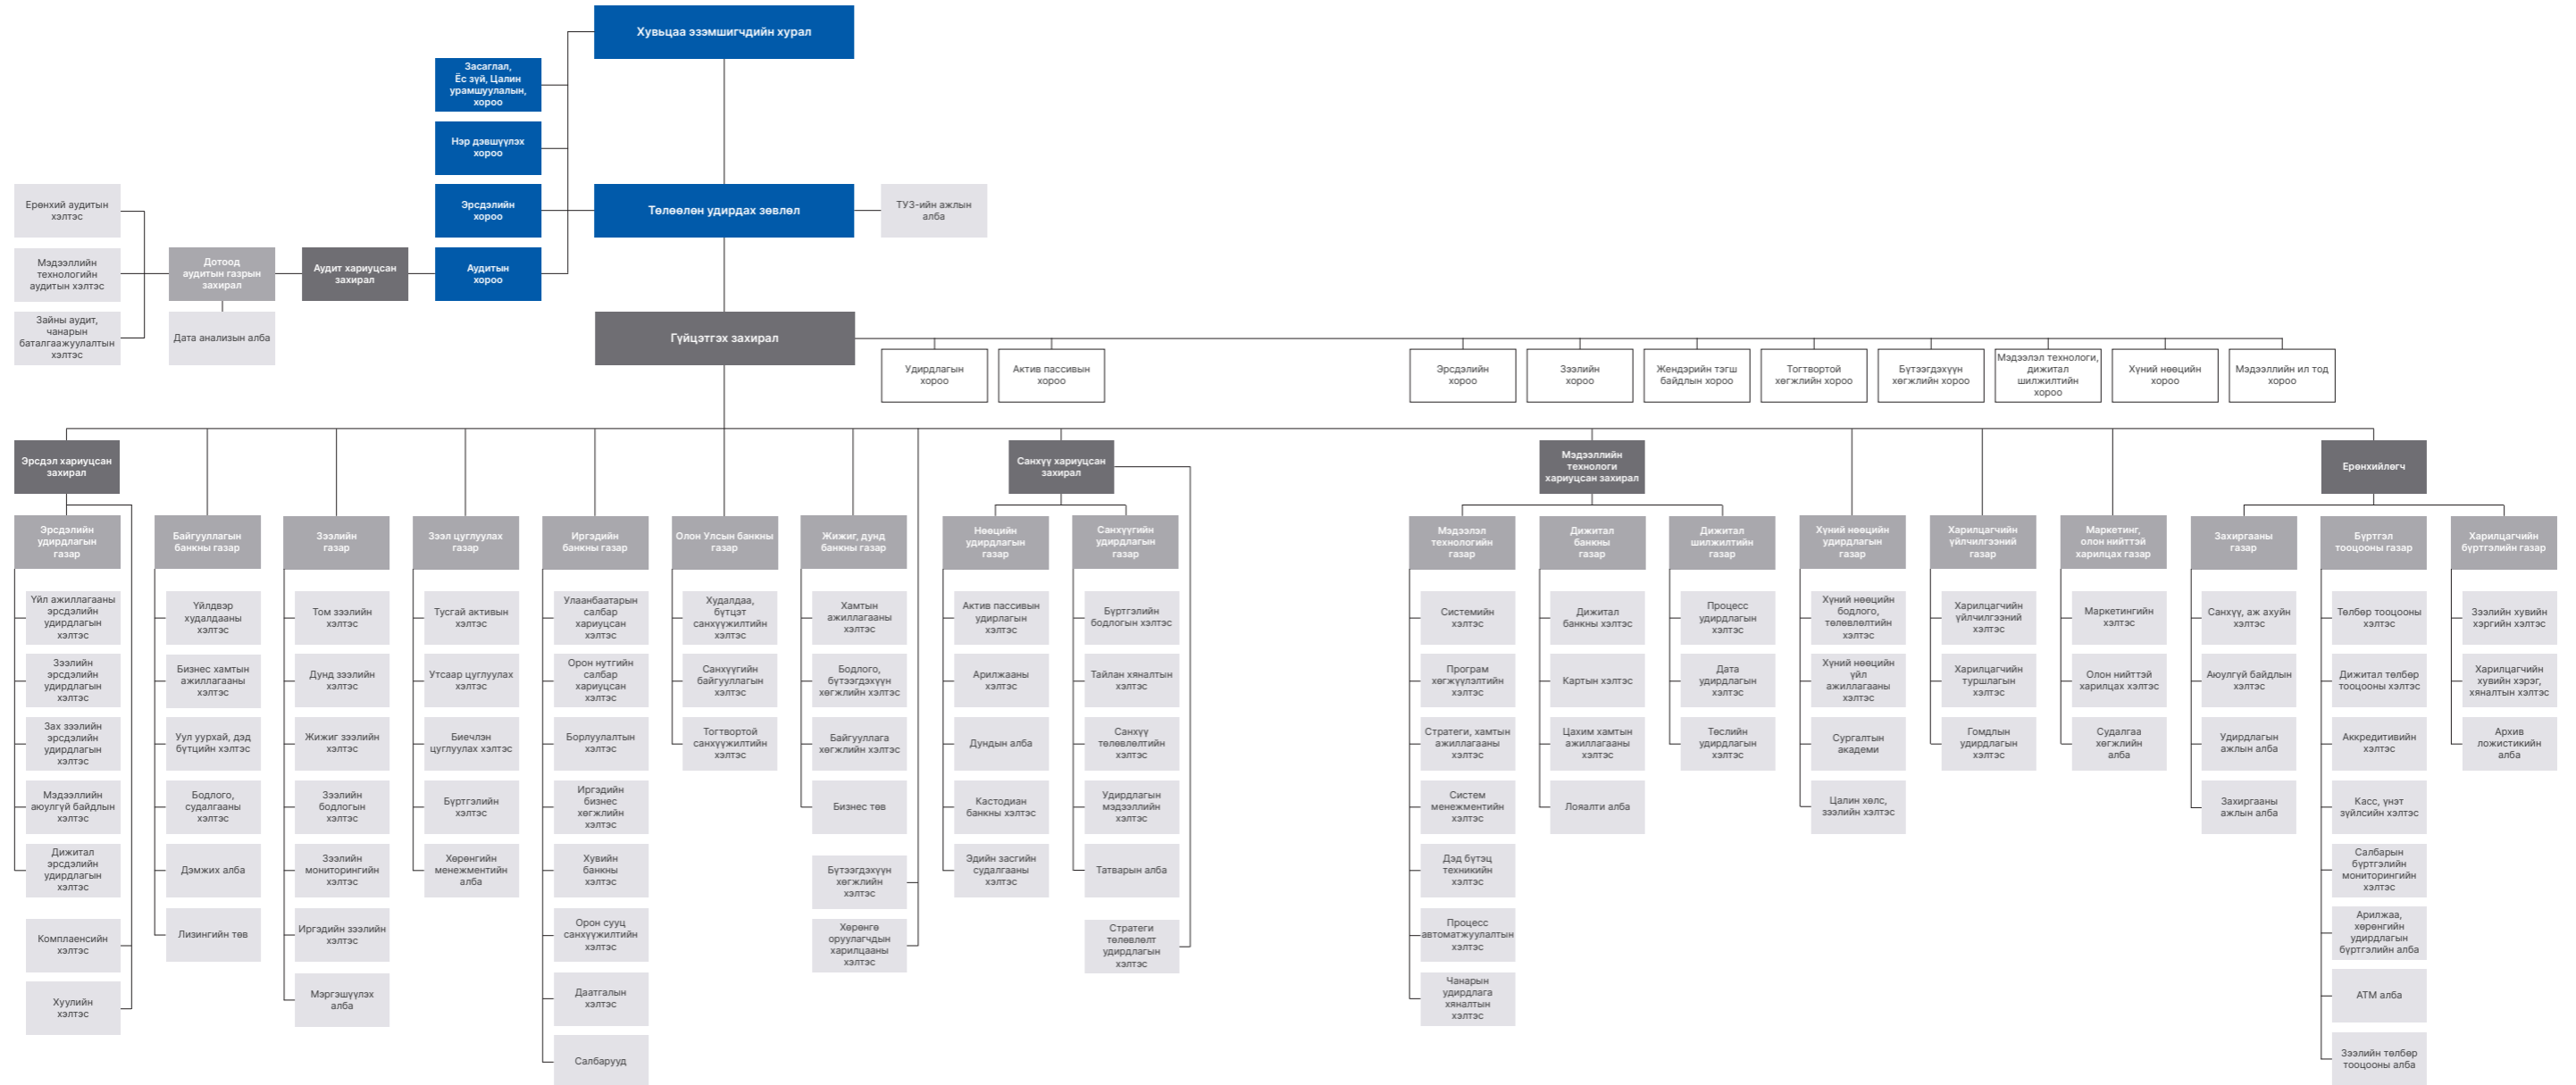 Хувьцаа эзэмшигчдийн хурал
Засаглал,
Ёс зүй, Цалин
урамшуулалын,
хороо
Нэр дэвшүүлэх
хороо
Эрсдэлийн
хороо
Төлөөлөн удирдах зөвлөл
ТУЗ-ийн ажлын
алба
Ерөнхий аудитын
хэлтэс
Мэдээллийн
технологийн
аудитын хэлтэс
Зайны аудит,
чанарын
баталгаажуулалтын
хэлтэс
Дотоод
аудитын газрын
захирал
Дата анализын алба
Аудит хариуцсан
захирал
Аудитын
хороо
Гүйцэтгэх захирал
Удирдлагын
хороо
Актив пассивын
хороо
Эрсдэлийн
хороо
Зээлийн
хороо
Жендэрийн тэгш
байдлын хороо
Тогтвортой
хөгжлийн хороо
Бүтээгдэхүүн
хөгжлийн хороо
Мэдээлэл технологи,
дижитал
шилжилтийн
хороо
Хүний нөөцийн
хороо
Мэдээллийн ил тод
хороо
Эрсдэл хариуцсан
захирал
Санхүү хариуцсан
захирал
Мэдээллийн
технологи
хариуцсан захирал
Ерөнхийлөгч
Эрсдэлийн
удирдлагын
газар
Үйл ажиллагааны
эрсдэлийн
удирдлагын
хэлтэс
Зээлийн
эрсдэлийн
удирдлагын
хэлтэс
Зах зээлийн
эрсдэлийн
удирдлагын
хэлтэс
Мэдээллийн
аюулгүй байдлын
хэлтэс
Дижитал
эрсдэлийн
удирдлагын
хэлтэс
Комплаенсийн
хэлтэс
Хуулийн
хэлтэс
Байгууллагын
банкны газар
Үйлдвэр
худалдааны
хэлтэс
Бизнес хамтын
ажиллагааны
хэлтэс
Уул уурхай, дэд
бүтцийн хэлтэс
Бодлого,
судалгааны
хэлтэс
Дэмжих алба
Лизингийн төв
Зээлийн
газар
Том зээлийн
хэлтэс
Дунд зээлийн
хэлтэс
Жижиг зээлийн
хэлтэс
Зээлийн
бодлогын
хэлтэс
Зээлийн
мониторингийн
хэлтэс
Иргэдийн зээлийн
хэлтэс
Мэргэшүүлэх
алба
Зээл цуглуулах
газар
Тусгай активын
хэлтэс
Утсаар цуглуулах
хэлтэс
Биечлэн
цуглуулах хэлтэс
Бүртгэлийн
хэлтэс
Хөрөнгийн
менежментийн
алба
Иргэдийн
банкны газар
Улаанбаатарын
салбар
хариуцсан
хэлтэс
Орон нутгийн
салбар
хариуцсан
хэлтэс
Борлуулалтын
хэлтэс
Иргэдийн
бизнес
хөгжлийн
хэлтэс
Хувийн
банкны
хэлтэс
Орон сууц
санхүүжилтийн
хэлтэс
Даатгалын
хэлтэс
Салбарууд
Олон Улсын банкны
газар
Худалдаа,
бүтцэт
санхүүжилтийн
хэлтэс
Санхүүгийн
байгууллагын
хэлтэс
Тогтвортой
санхүүжилтийн
хэлтэс
Жижиг, дунд
банкны газар
Хамтын
ажиллагааны
хэлтэс
Бодлого,
бүтээгдэхүүн
хөгжлийн хэлтэс
Байгууллага
хөгжлийн хэлтэс
Бизнес төв
Бүтээгдэхүүн
хөгжлийн
хэлтэс
Хөрөнгө
оруулагчдын
харилцааны
хэлтэс
Нөөцийн
удирдлагын
газар
Актив пассивын
удирлагын
хэлтэс
Арилжааны
хэлтэс
Дундын алба
Кастодиан
банкны хэлтэс
Эдийн засгийн
судалгааны
хэлтэс
Санхүүгийн
удирдлагын
газар
Бүртгэлийн
бодлогын хэлтэс
Тайлан хяналтын
хэлтэс
Санхүү
төлөвлөлтийн
хэлтэс
Удирдлагын
мэдээллийн
хэлтэс
Татварын алба
Стратеги
төлөвлөлт
удирдлагын
хэлтэс
Мэдээлэл
технологийн
газар
Системийн
хэлтэс
Програм
хөгжүүлэлтийн
хэлтэс
Стратеги, хамтын
ажиллагааны
хэлтэс
Систем
менежментийн
хэлтэс
Дэд бүтэц
техникийн
хэлтэс
Процесс
автоматжуулалтын
хэлтэс
Чанарын
удирдлага
хяналтын
хэлтэс
Дижитал
банкны
газар
Дижитал
банкны хэлтэс
Картын хэлтэс
Цахим хамтын
ажиллагааны
хэлтэс
Лояалти алба
Дижитал
шилжилтийн
газар
Процесс
удирдлагын
хэлтэс
Дата
удирдлагын
хэлтэс
Төслийн
удирдлагын
хэлтэс
Хүний нөөцийн
удирдлагын
газар
Хүний нөөцийн
бодлого,
төлөвлөлтийн
хэлтэс
Хүний нөөцийн
үйл
ажиллагааны
хэлтэс
Сургалтын
академи
Цалин хөлс,
зээлийн хэлтэс
Харилцагчийн
үйлчилгээний
газар
Харилцагчийн
үйлчилгээний
хэлтэс
Харилцагчийн
туршлагын
хэлтэс
Гомдлын
удирдлагын
хэлтэс
Маркетинг,
олон нийттэй
харилцах газар
Маркетингийн
хэлтэс
Олон нийттэй
харилцах хэлтэс
Судалгаа
хөгжлийн
алба
Захиргааны
газар
Санхүү, аж ахуйн
хэлтэс
Аюулгүй байдлын
хэлтэс
Удирдлагын
ажлын алба
Захиргааны
ажлын алба
Бүртгэл
тооцооны газар
Төлбөр тооцооны
хэлтэс
Дижитал төлбөр
тооцооны хэлтэс
Аккредитивийн
хэлтэс
Касс, үнэт
зүйлсийн хэлтэс
Салбарын
бүртгэлийн
мониторингийн
хэлтэс
Арилжаа,
хөрөнгийн
удирдлагын
бүртгэлийн алба
АТМ алба
Зээлийн төлбөр
тооцооны алба
Харилцагчийн
бүртгэлийн газар
Зээлийн хувийн
хэргийн хэлтэс
Харилцагчийн
хувийн хэрэг,
хяналтын хэлтэс
Архив
ложистикийн
алба